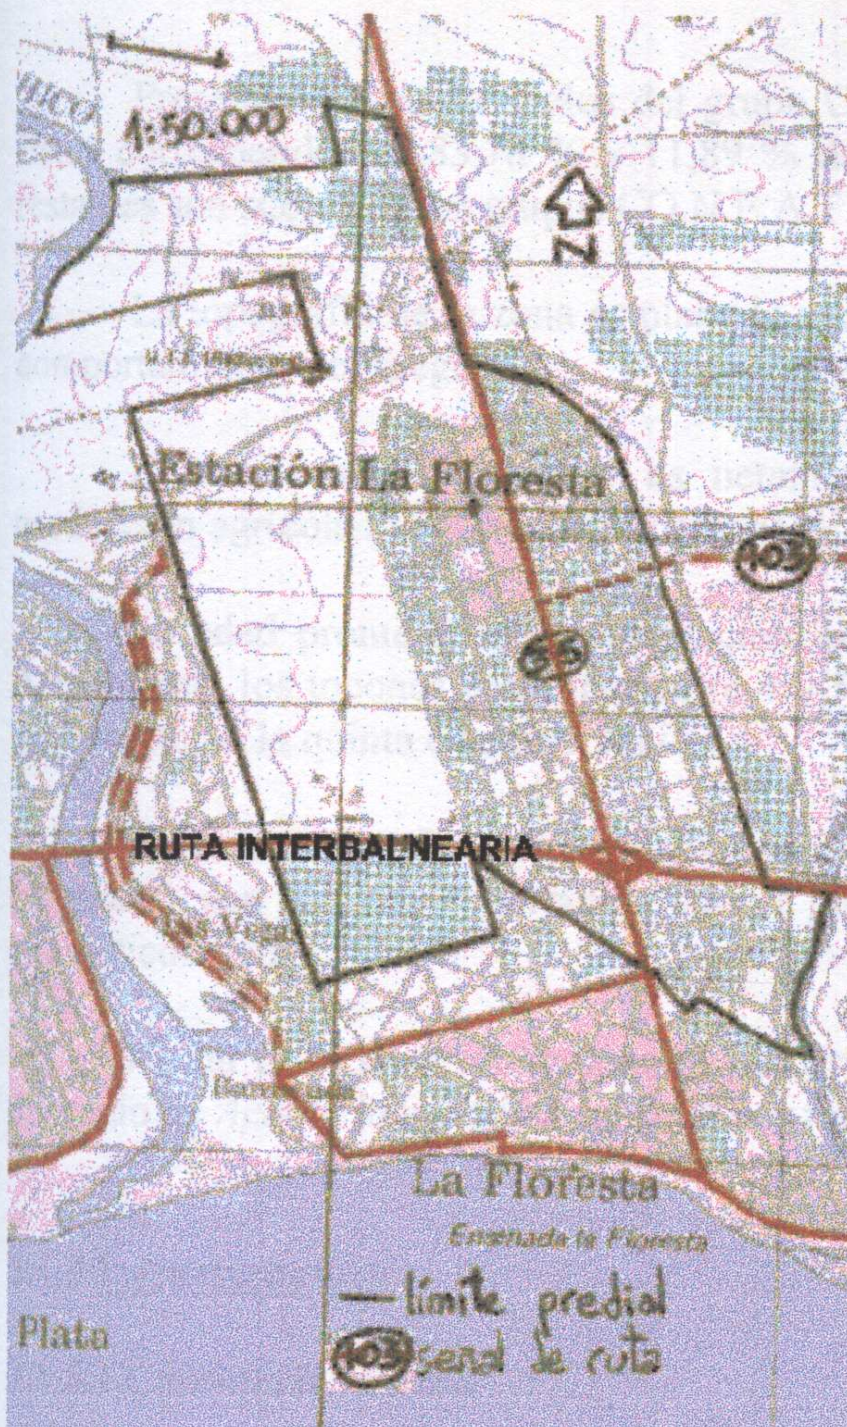 1:50.000
N
Estación La Floresta
103
35
RUTA INTERBALNEARIA
La Floresta
Ensenada la Floresta
Plata
límite predial
103 señal de ruta